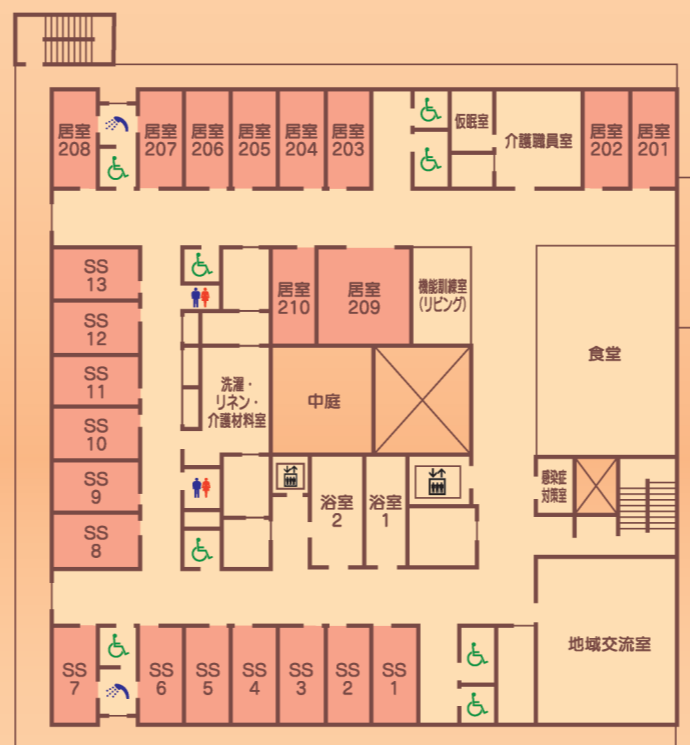 居室
208
居室
207
居室
206
居室
205
居室
204
居室
203
仮眠室
介護職員室
居室
202
居室
201
SS
13
SS
12
SS
11
SS
10
SS
9
SS
8
居室
210
居室
209
機能訓練室
(リビング)
食堂
洗濯・
リネン・
介護材料室
中庭
浴室
2
浴室
1
感染症
対策室
地域交流室
SS
7
SS
6
SS
5
SS
4
SS
3
SS
2
SS
1